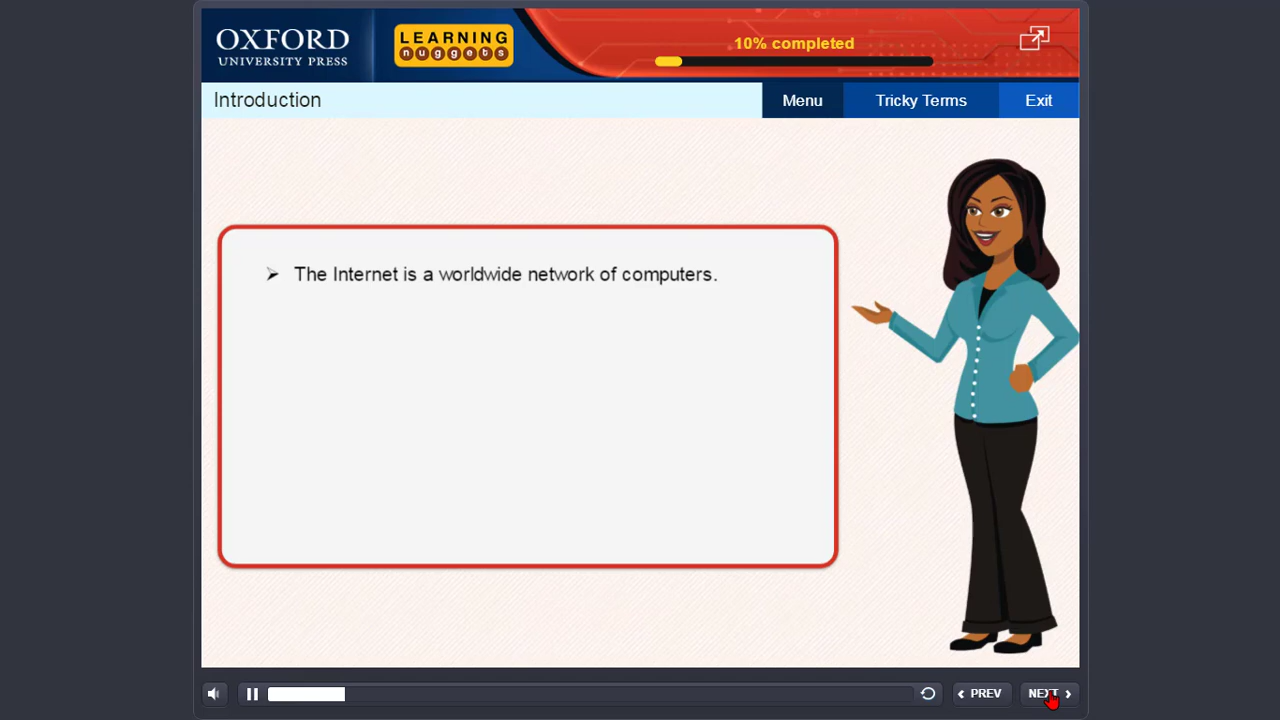 OXFORD
UNIVERSITY PRESS
LEARNING
nuggets
10% completed
Introduction
Menu
Tricky Terms
Exit
➢ The Internet is a worldwide network of computers.
PREV
NEXT